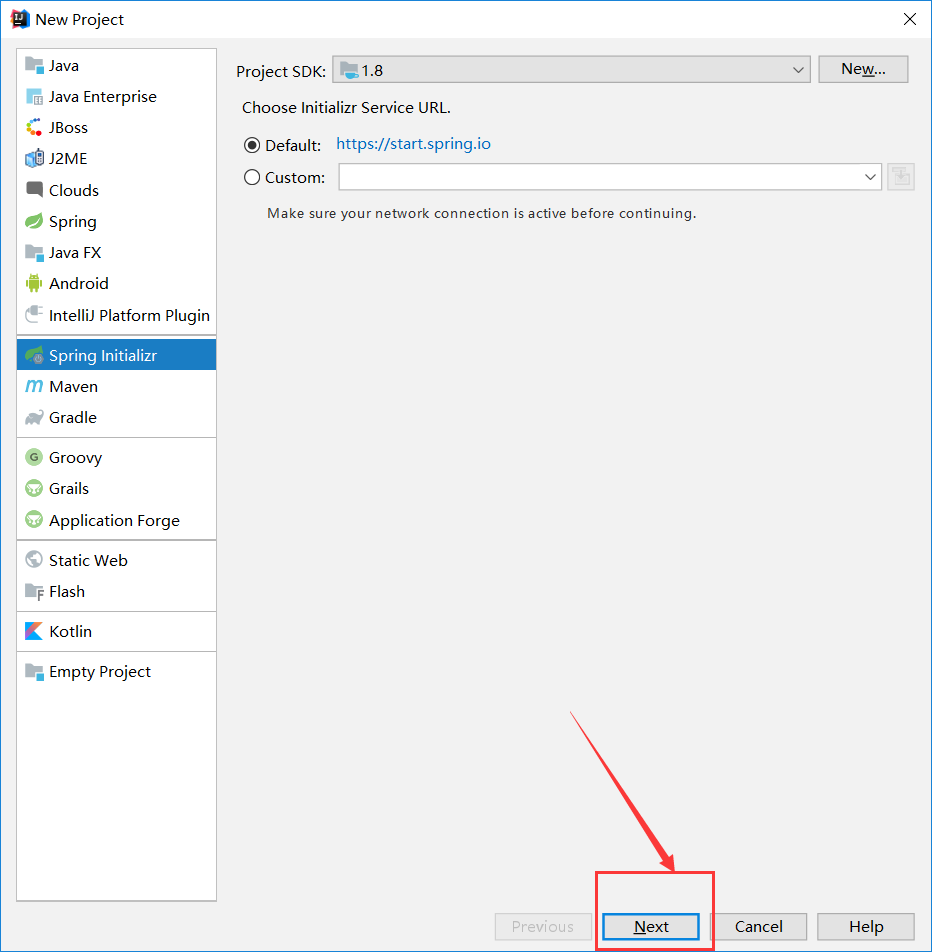 New Project
Java
Java Enterprise
JBoss
J2ME
Clouds
Spring
Java FX
Android
IntelliJ Platform Plugin
Spring Initializr
Maven
Gradle
Groovy
Grails
Application Forge
Static Web
Flash
Kotlin
Empty Project
Project SDK: 1.8 New...
Choose Initializr Service URL.
Default: https://start.spring.io
Custom:
Make sure your network connection is active before continuing.
Previous Next Cancel Help